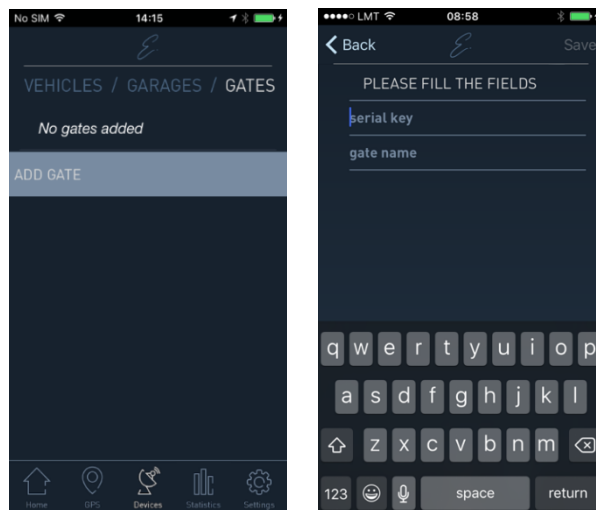 No SIM 14:15
VEHICLES / GARAGES / GATES
No gates added
ADD GATE
Home GPS Devices Statistics Settings
LMT 08:58
Back Save
PLEASE FILL THE FIELDS
serial key
gate name
q w e r t y u i o p
a s d f g h j k l
z x c v b n m
123 space return